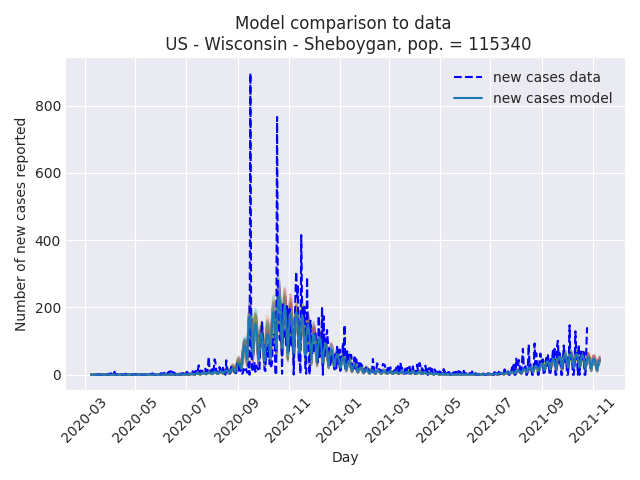 Model comparison to data
US - Wisconsin - Sheboygan, pop. = 115340
new cases data
new cases model
Number of new cases reported
800
600
400
200
0
2020-03
2020-05
2020-07
2020-09
2020-11
2021-01
2021-03
2021-05
2021-07
2021-09
2021-11
Day